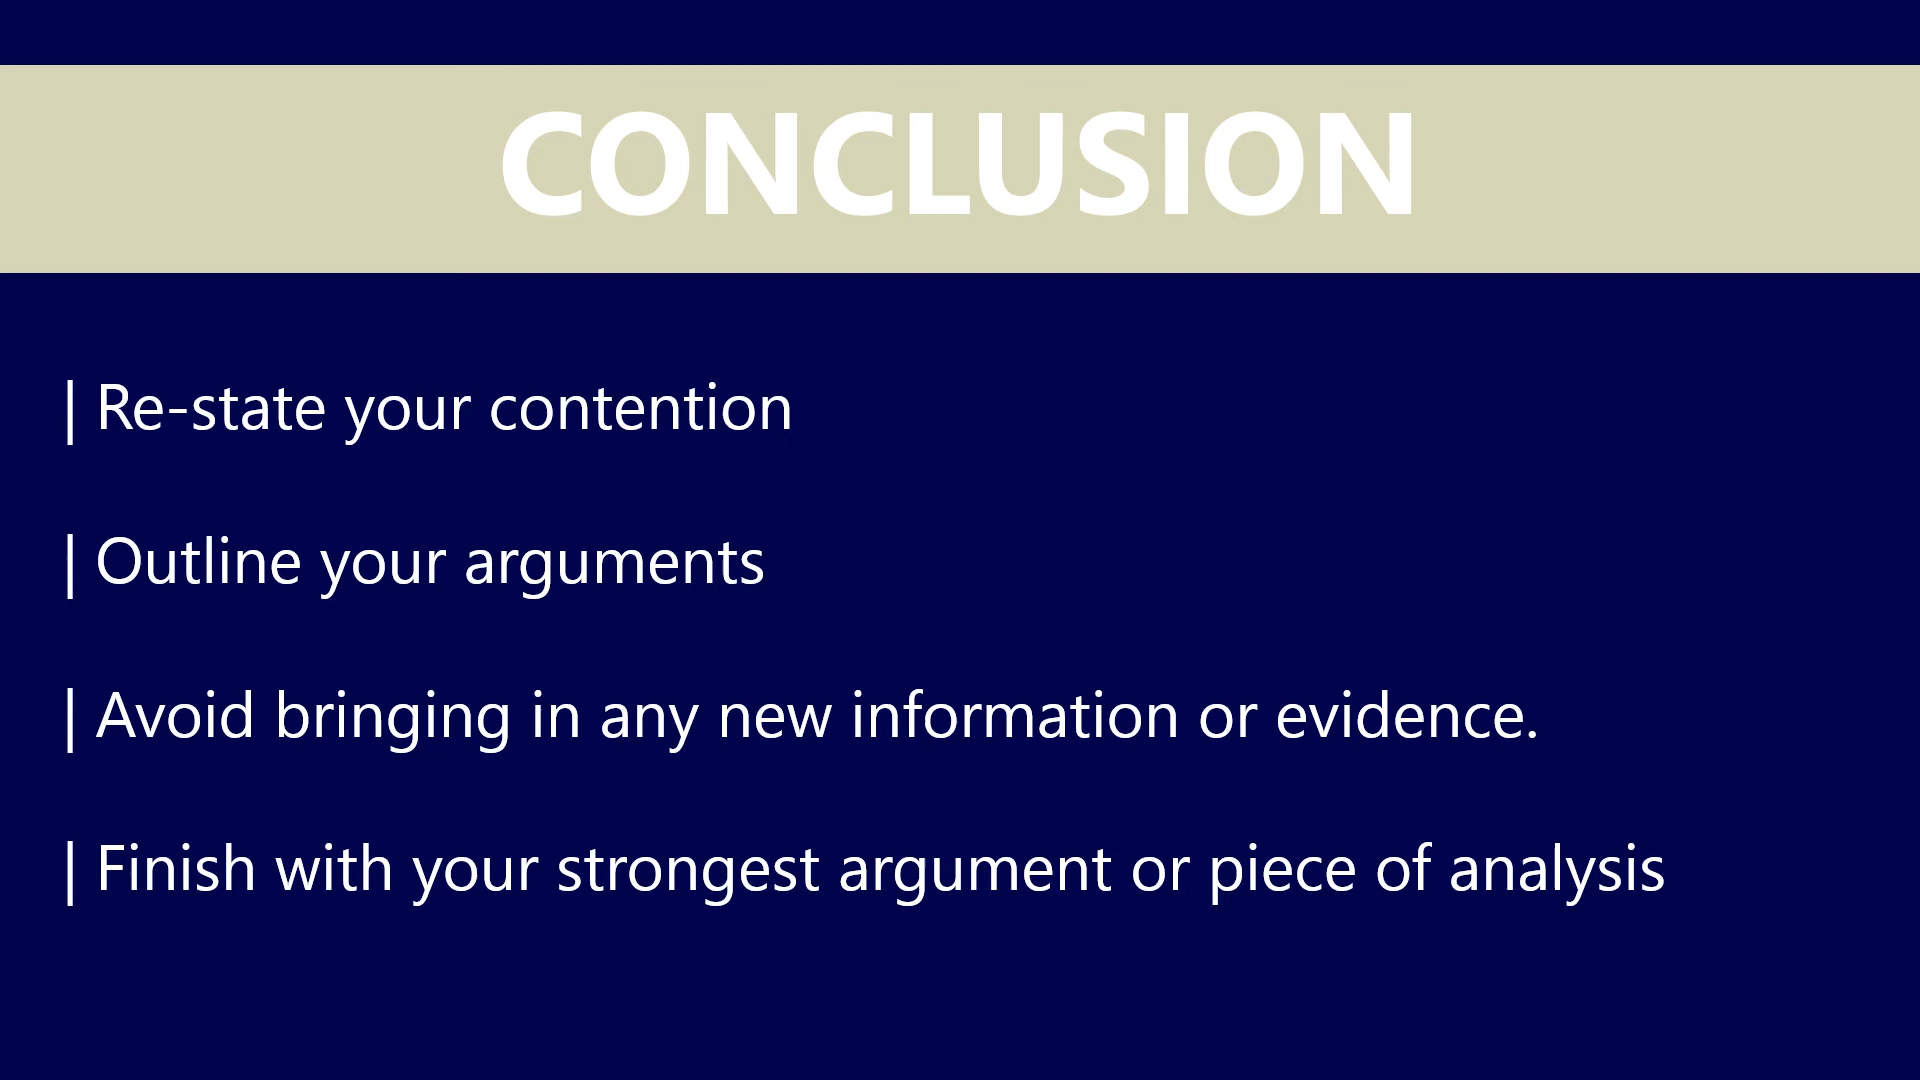 CONCLUSION
| Re-state your contention
| Outline your arguments
| Avoid bringing in any new information or evidence.
| Finish with your strongest argument or piece of analysis